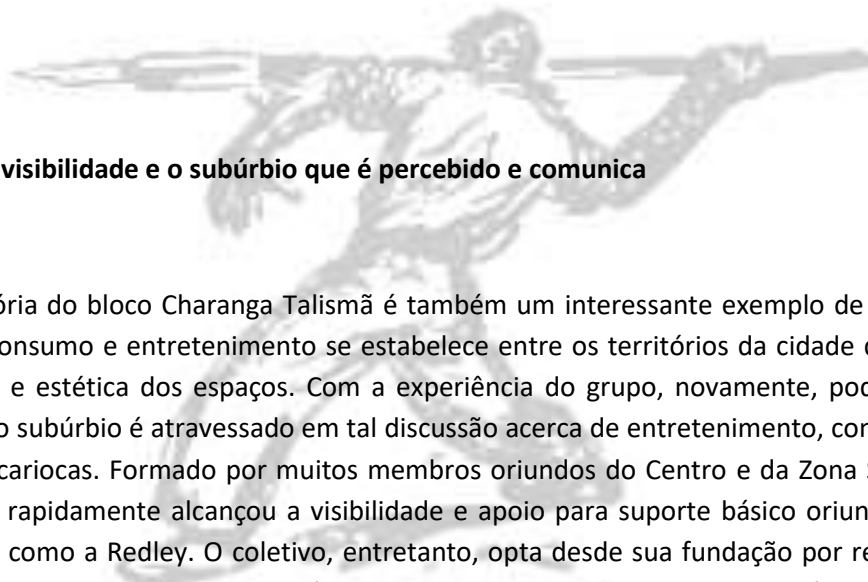 visibilidade e o subúrbio que é percebido e comunica
ória do bloco Charanga Talismã é também um interessante exemplo de
onsumo e entretenimento se estabelece entre os territórios da cidade
e estética dos espaços. Com a experiência do grupo, novamente,
o subúrbio é atravessado em tal discussão acerca de entretenimento,
cariocas. Formado por muitos membros oriundos do Centro e da Zona
rapidamente alcançou a visibilidade e apoio para suporte básico
como a Redley. O coletivo, entretanto, opta desde sua fundação por